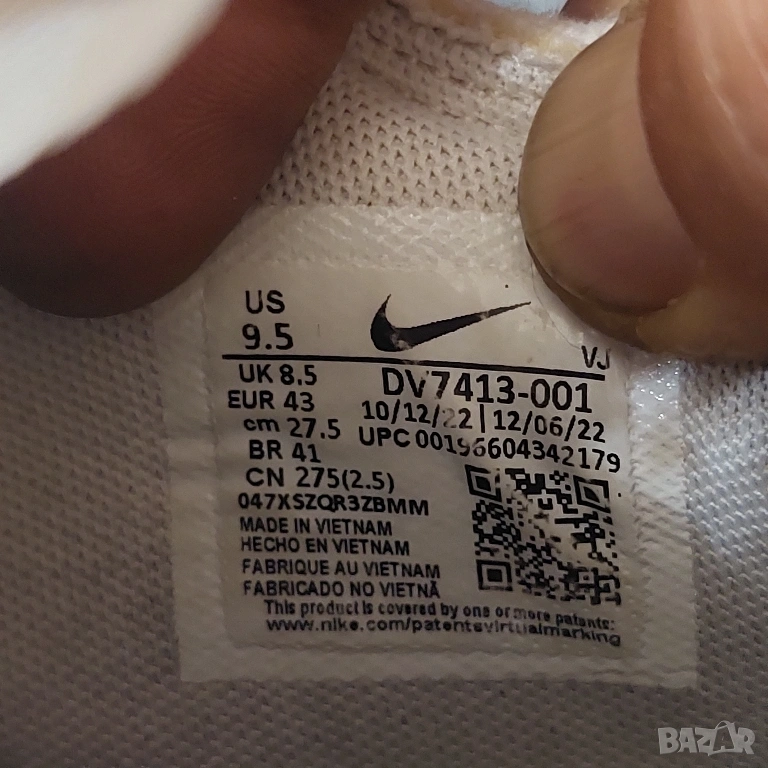 US
9.5
VJ
UK 8.5
DV7413-001
EUR 43
10/12/22 | 12/06/22
cm 27.5
UPC 00196604342179
BR 41
CN 275(2.5)
047XSZQR3ZBMM
MADE IN VIETNAM
HECHO EN VIETNAM
FABRIQUE AU VIETNAM
FABRICADO NO VIETNÃ
This product is covered by one or more patents:
www.nike.com/patentsvirtualmarking
BAZAR